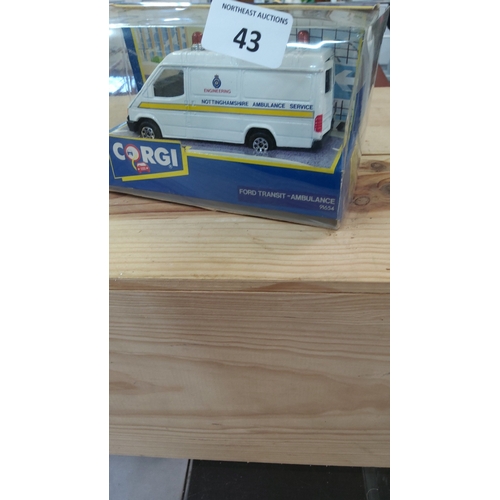 NORTHEAST AUCTIONS
43
ENGINEERING
NOTTINGHAMSHIRE AMBULANCE SERVICE
CORGI
FORD TRANSIT - AMBULANCE